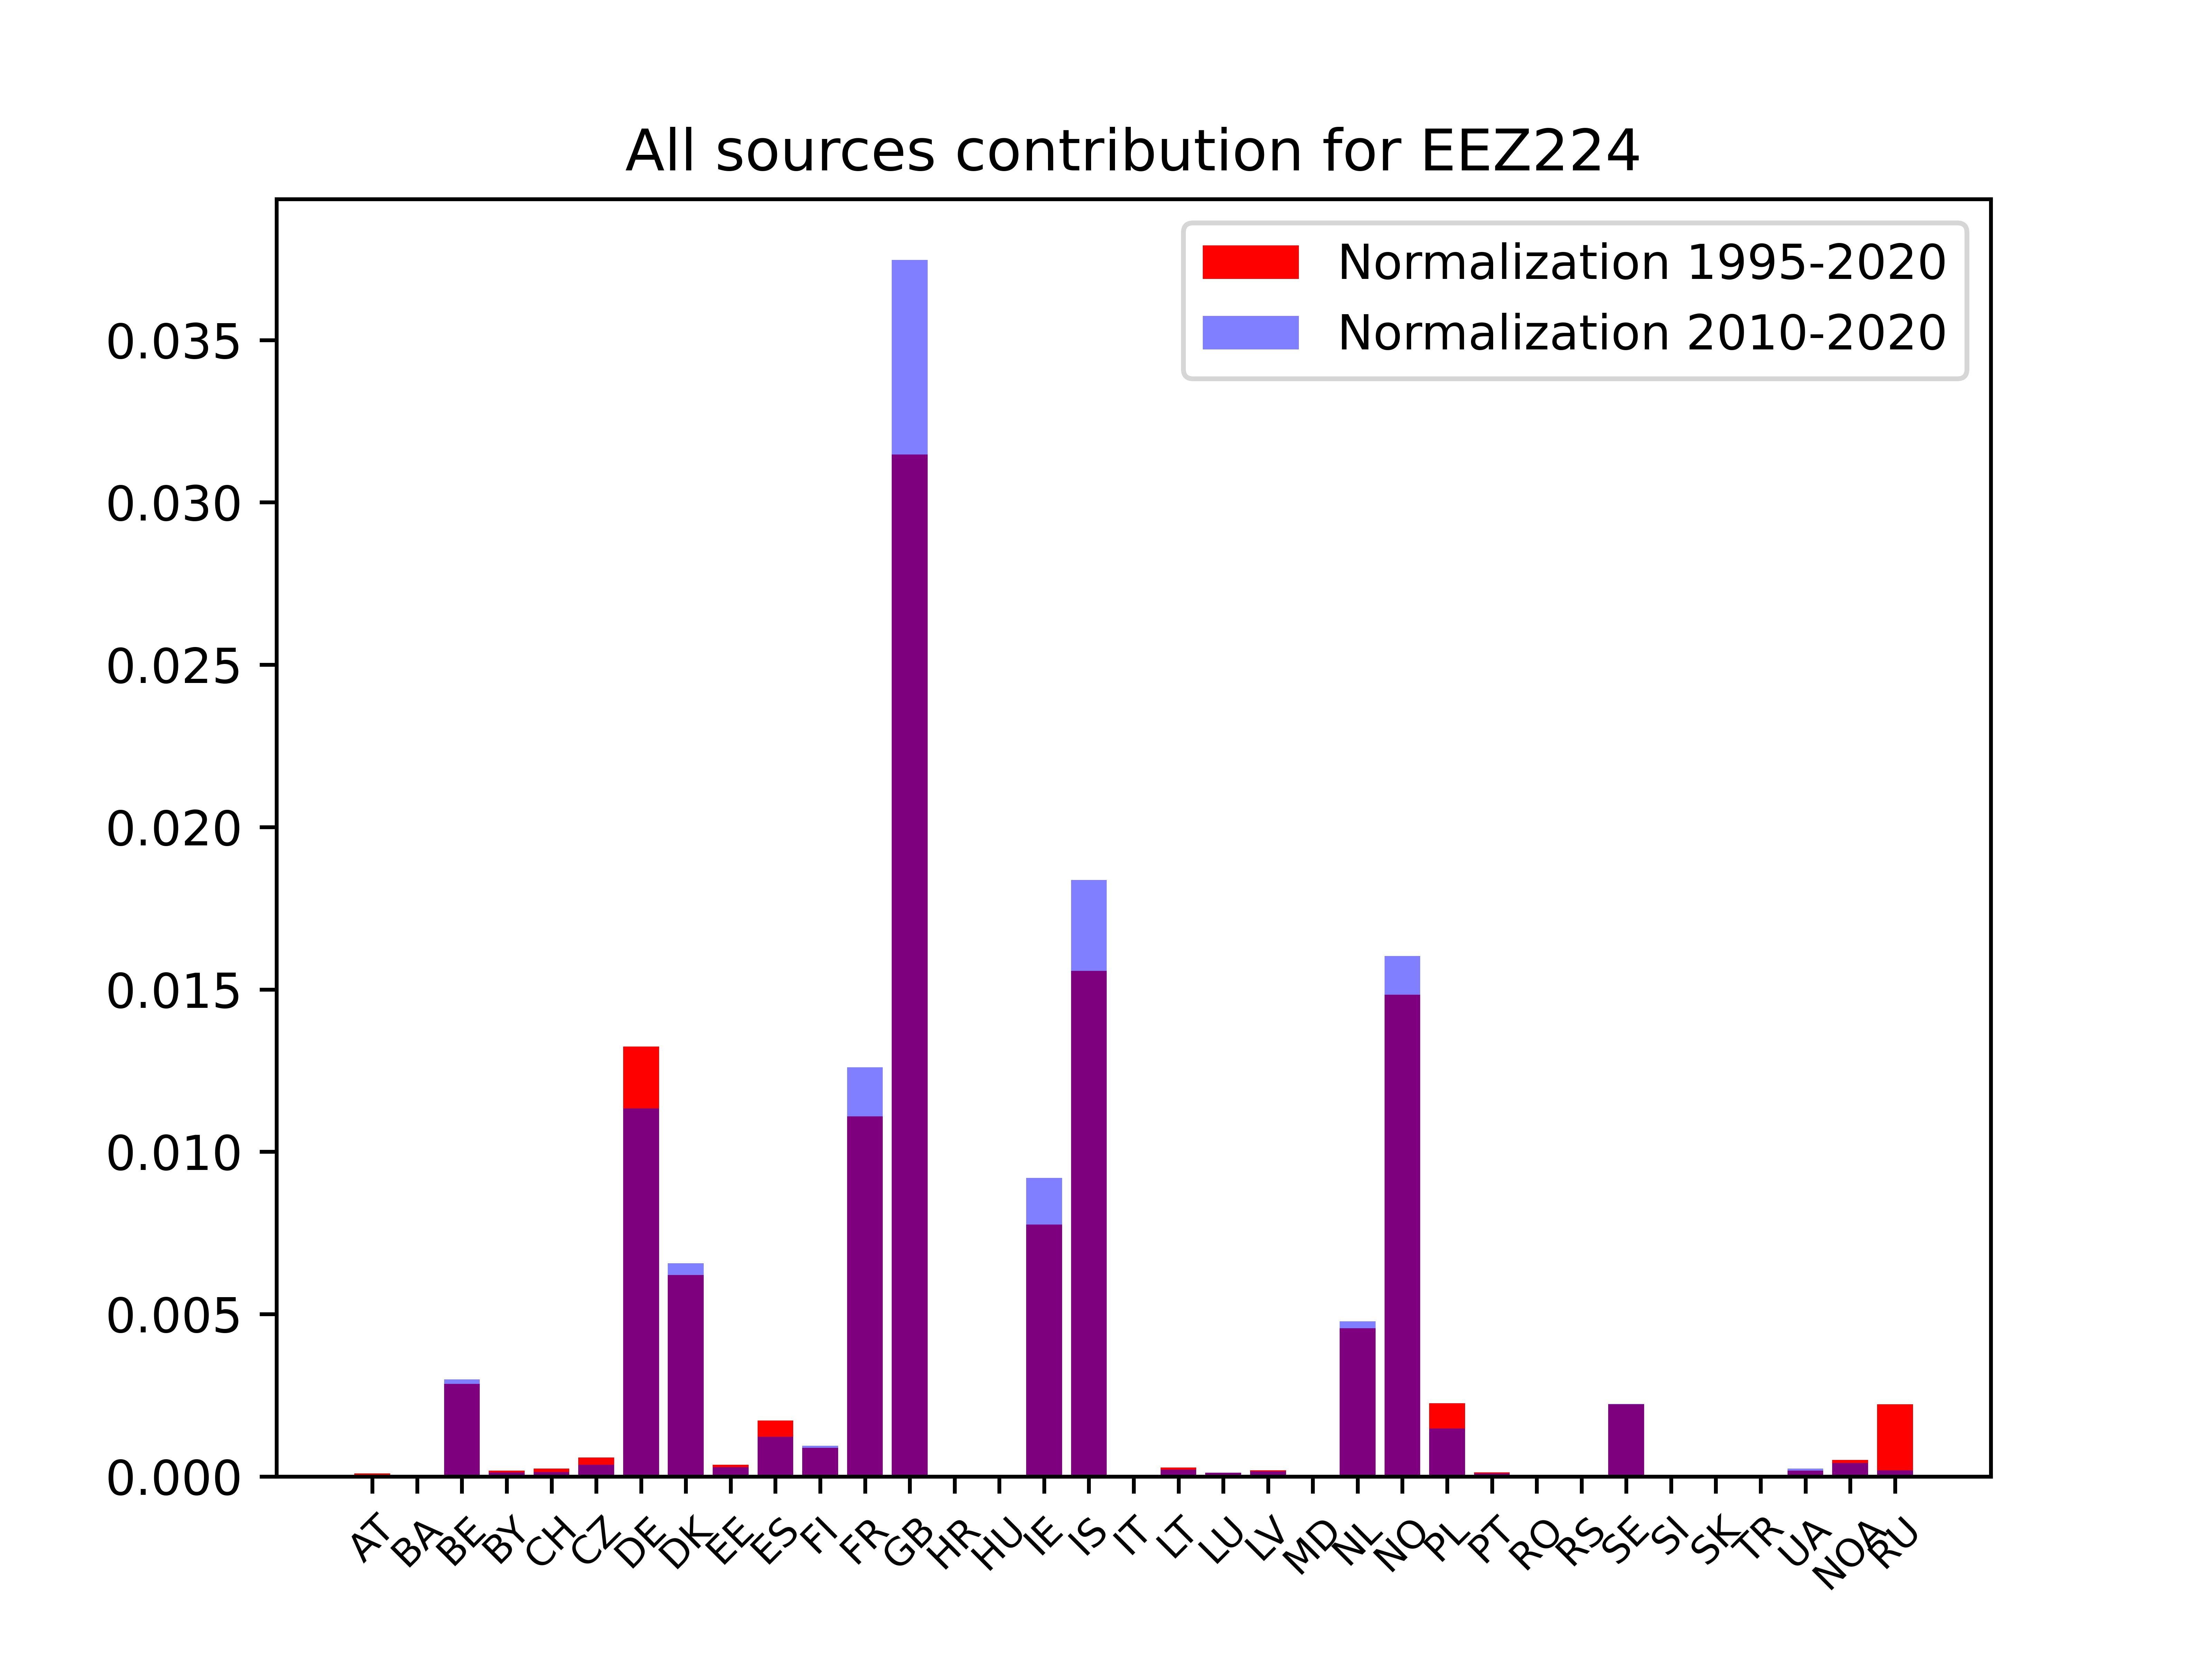 All sources contribution for EEZ224
Normalization 1995-2020
Normalization 2010-2020
0.035
0.030
0.025
0.020
0.015
0.010
0.005
0.000
AT BA BE BY CH CZ DE DK EE ES FI FR GB HR HU IE IS IT LT LU LV MD NL NO PL PT RO RS SE SI SK TR UA NOA RU